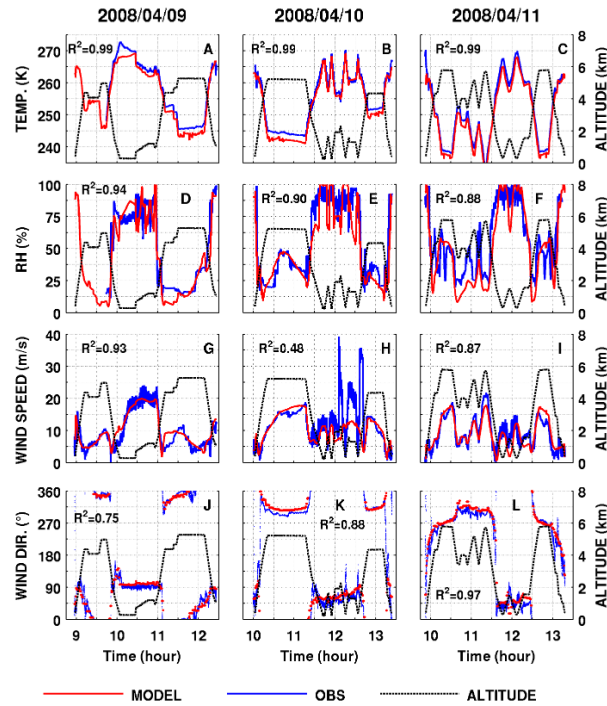 2008/04/09 2008/04/10 2008/04/11
TEMP. (K) 270 260 250 240 R²=0.99 A R²=0.99 B R²=0.99 C 8 6 4 2 0 ALTITUDE (km)
RH (%) 100 75 50 25 0 R²=0.94 D R²=0.90 E R²=0.88 F 8 6 4 2 0 ALTITUDE (km)
WIND SPEED (m/s) 40 30 20 10 0 R²=0.93 G R²=0.48 H R²=0.87 I 8 6 4 2 0 ALTITUDE (km)
WIND DIR. (°) 360 270 180 90 0 R²=0.75 J K R²=0.88 L R²=0.97 8 6 4 2 0 ALTITUDE (km)
9 10 11 12 10 11 12 13 10 11 12 13
Time (hour) Time (hour) Time (hour)
MODEL OBS ALTITUDE